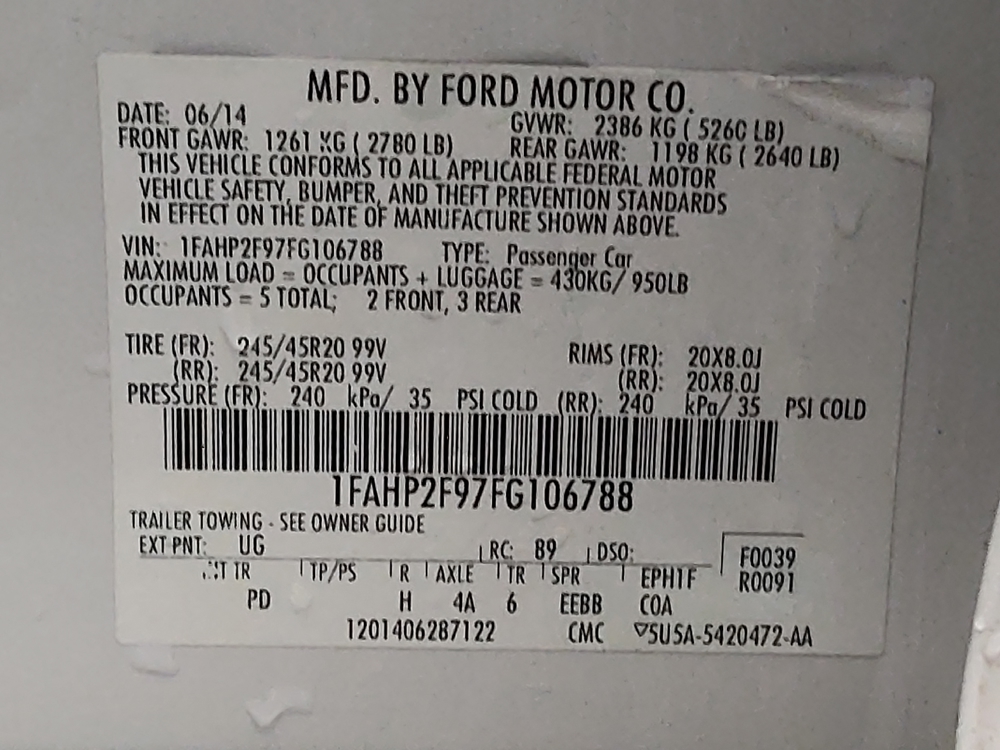 MFD. BY FORD MOTOR CO.
DATE: 06/14 GVWR: 2386 KG ( 5260 LB)
FRONT GAWR: 1261 KG ( 2780 LB) REAR GAWR: 1198 KG ( 2640 LB)
THIS VEHICLE CONFORMS TO ALL APPLICABLE FEDERAL MOTOR
VEHICLE SAFETY, BUMPER, AND THEFT PREVENTION STANDARDS
IN EFFECT ON THE DATE OF MANUFACTURE SHOWN ABOVE.
VIN: 1FAHP2F97FG106788 TYPE: Passenger Car
MAXIMUM LOAD = OCCUPANTS + LUGGAGE = 430KG/ 950LB
OCCUPANTS = 5 TOTAL; 2 FRONT, 3 REAR
TIRE (FR): 245/45R20 99V RIMS (FR): 20X8.0J
(RR): 245/45R20 99V (RR): 20X8.0J
PRESSURE (FR): 240 kPa/ 35 PSI COLD (RR): 240 kPa/ 35 PSI COLD
1FAHP2F97FG106788
TRAILER TOWING - SEE OWNER GUIDE
EXT PNT: UG RC: 89 DSO: F0039
TR TP/PS R AXLE TR SPR EPH1F R0091
PD H 4A 6 EEBB COA
1201406287122 CMC ▽5U5A-5420472-AA